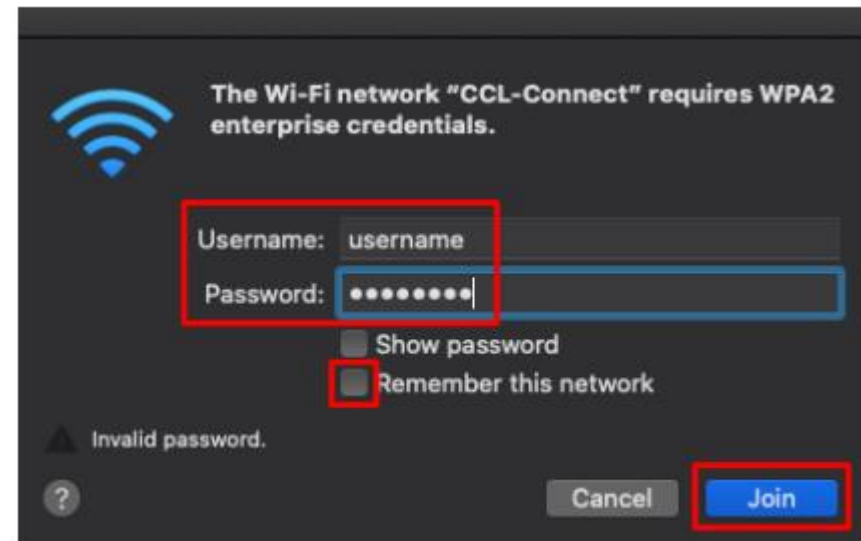 The Wi-Fi network “CCL-Connect” requires WPA2
enterprise credentials.
Username: username
Password: ••••••••
Show password
Remember this network
Invalid password.
? Cancel Join